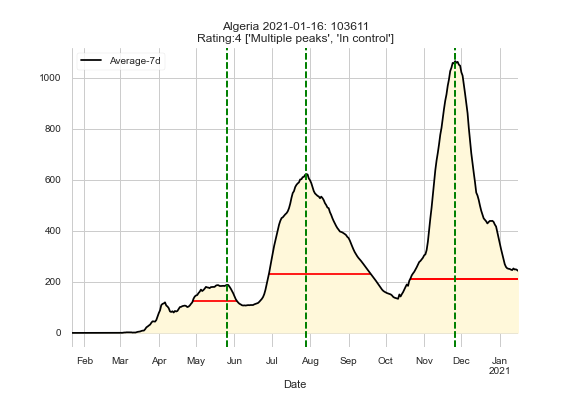 Algeria 2021-01-16: 103611
Rating:4 ['Multiple peaks', 'In control']
Average-7d
1000
800
600
400
200
0
Feb Mar Apr May Jun Jul Aug Sep Oct Nov Dec Jan
2021
Date